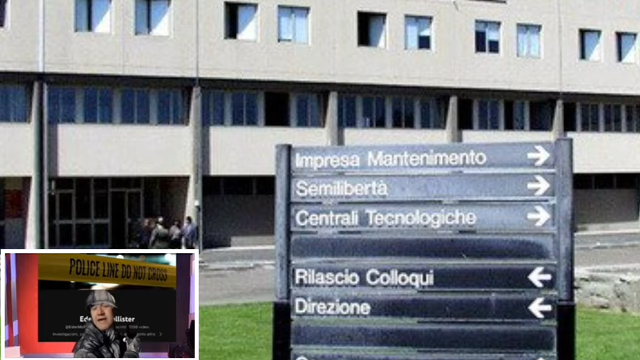 Impresa Mantenimento
Semilibertà
Centrali Tecnologiche
Rilascio Colloqui
Direzione
POLICE LINE DO NOT CROSS